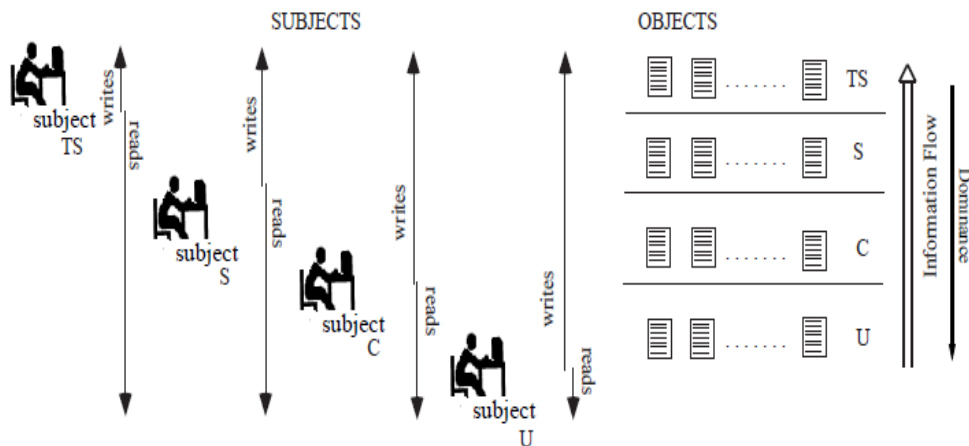 SUBJECTS
OBJECTS
subject
TS
writes
reads
subject
S
writes
reads
subject
C
writes
reads
subject
U
writes
reads
. . . . . . . TS
. . . . . . . S
. . . . . . . C
. . . . . . . U
Information Flow
Dominance